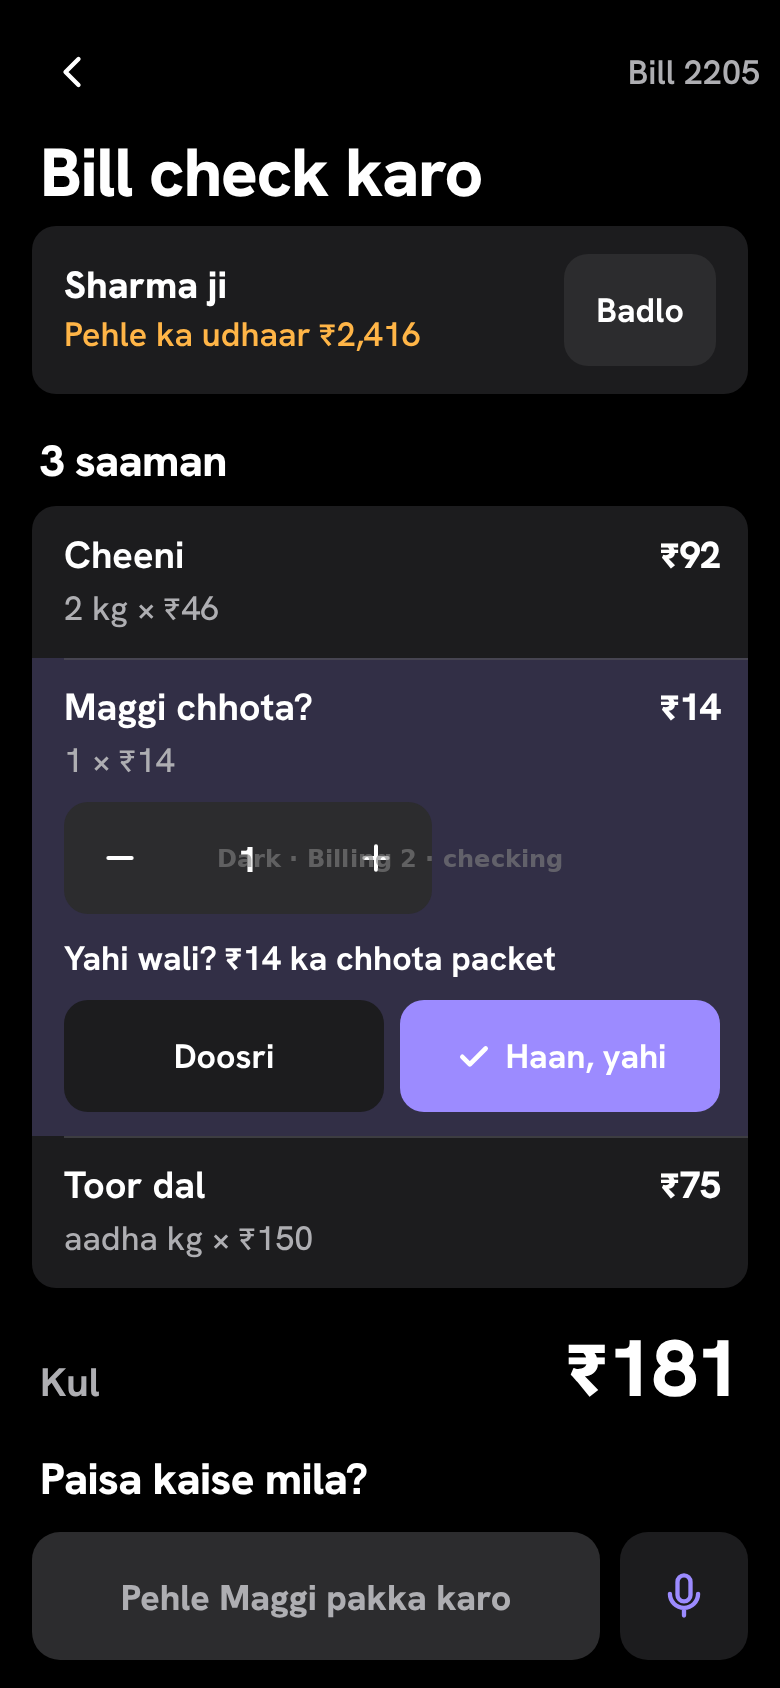 Bill 2205
Bill check karo
Sharma ji
Pehle ka udhaar ₹2,416
Badlo
3 saaman
Cheeni ₹92
2 kg × ₹46
Maggi chhota? ₹14
1 × ₹14
− 1 +
Dark · Billing 2 · checking
Yahi wali? ₹14 ka chhota packet
Doosri
Haan, yahi
Toor dal ₹75
aadha kg × ₹150
Kul ₹181
Paisa kaise mila?
Pehle Maggi pakka karo